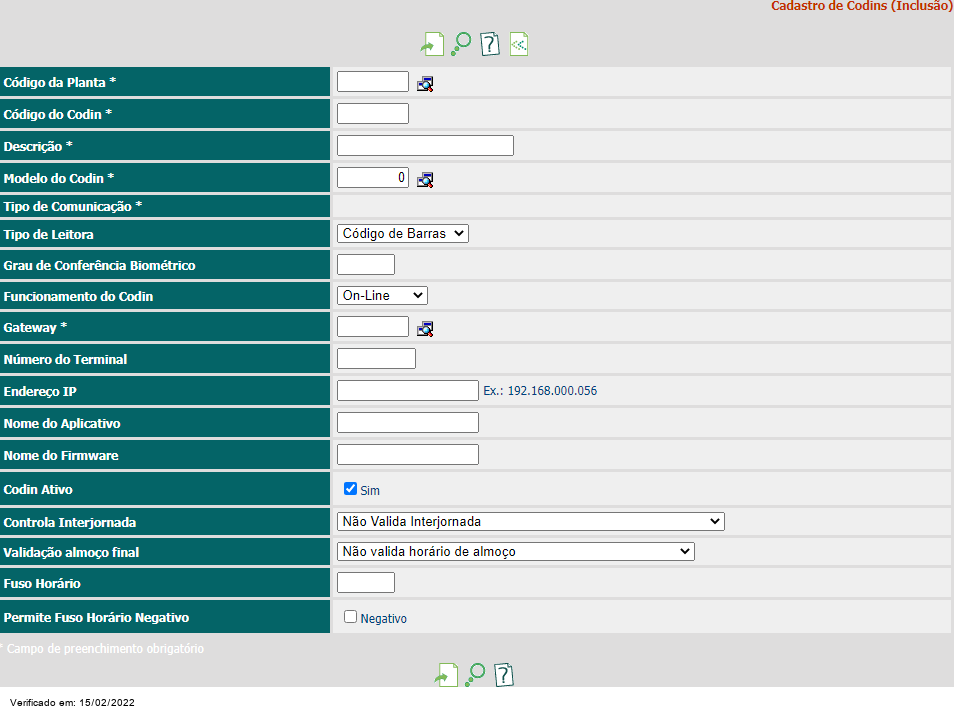 Cadastro de Codins (Inclusão)
Código da Planta *
Código do Codin *
Descrição *
Modelo do Codin * 0
Tipo de Comunicação *
Tipo de Leitora Código de Barras
Grau de Conferência Biométrico
Funcionamento do Codin On-Line
Gateway *
Número do Terminal
Endereço IP Ex.: 192.168.000.056
Nome do Aplicativo
Nome do Firmware
Codin Ativo Sim
Controla Interjornada Não Valida Interjornada
Validação almoço final Não valida horário de almoço
Fuso Horário
Permite Fuso Horário Negativo Negativo
* Campo de preenchimento obrigatório
Verificado em: 15/02/2022